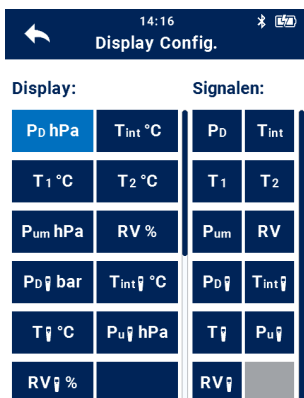 14:16
Display Config.
Display: Signalen:
PD hPa Tint °C PD Tint
T1 °C T2 °C T1 T2
Pum hPa RV % Pum RV
PD bar Tint °C PD Tint
T °C Pu hPa T Pu
RV % RV